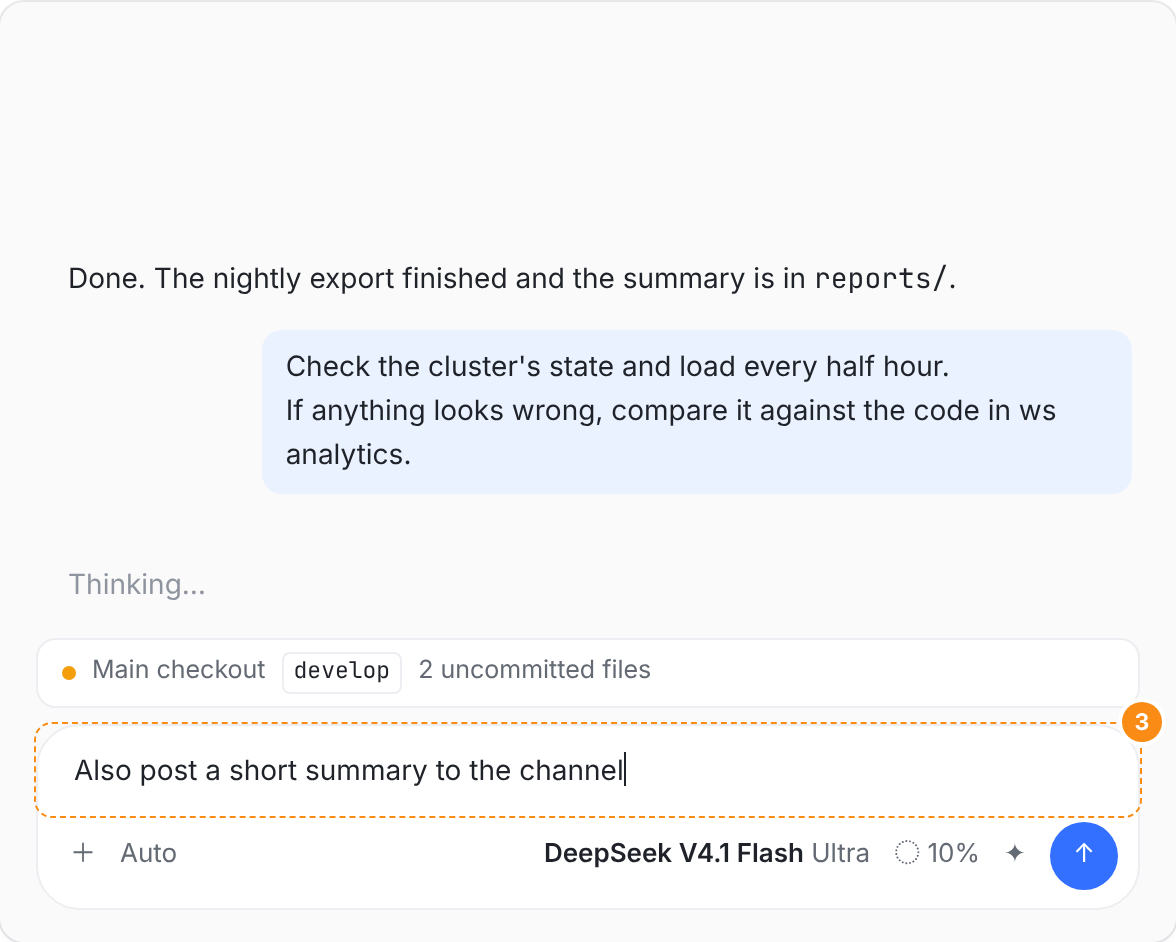 Done. The nightly export finished and the summary is in reports/.
Check the cluster's state and load every half hour.
If anything looks wrong, compare it against the code in ws
analytics.
Thinking...
Main checkout develop 2 uncommitted files
3
Also post a short summary to the channel
Auto DeepSeek V4.1 Flash Ultra 10%